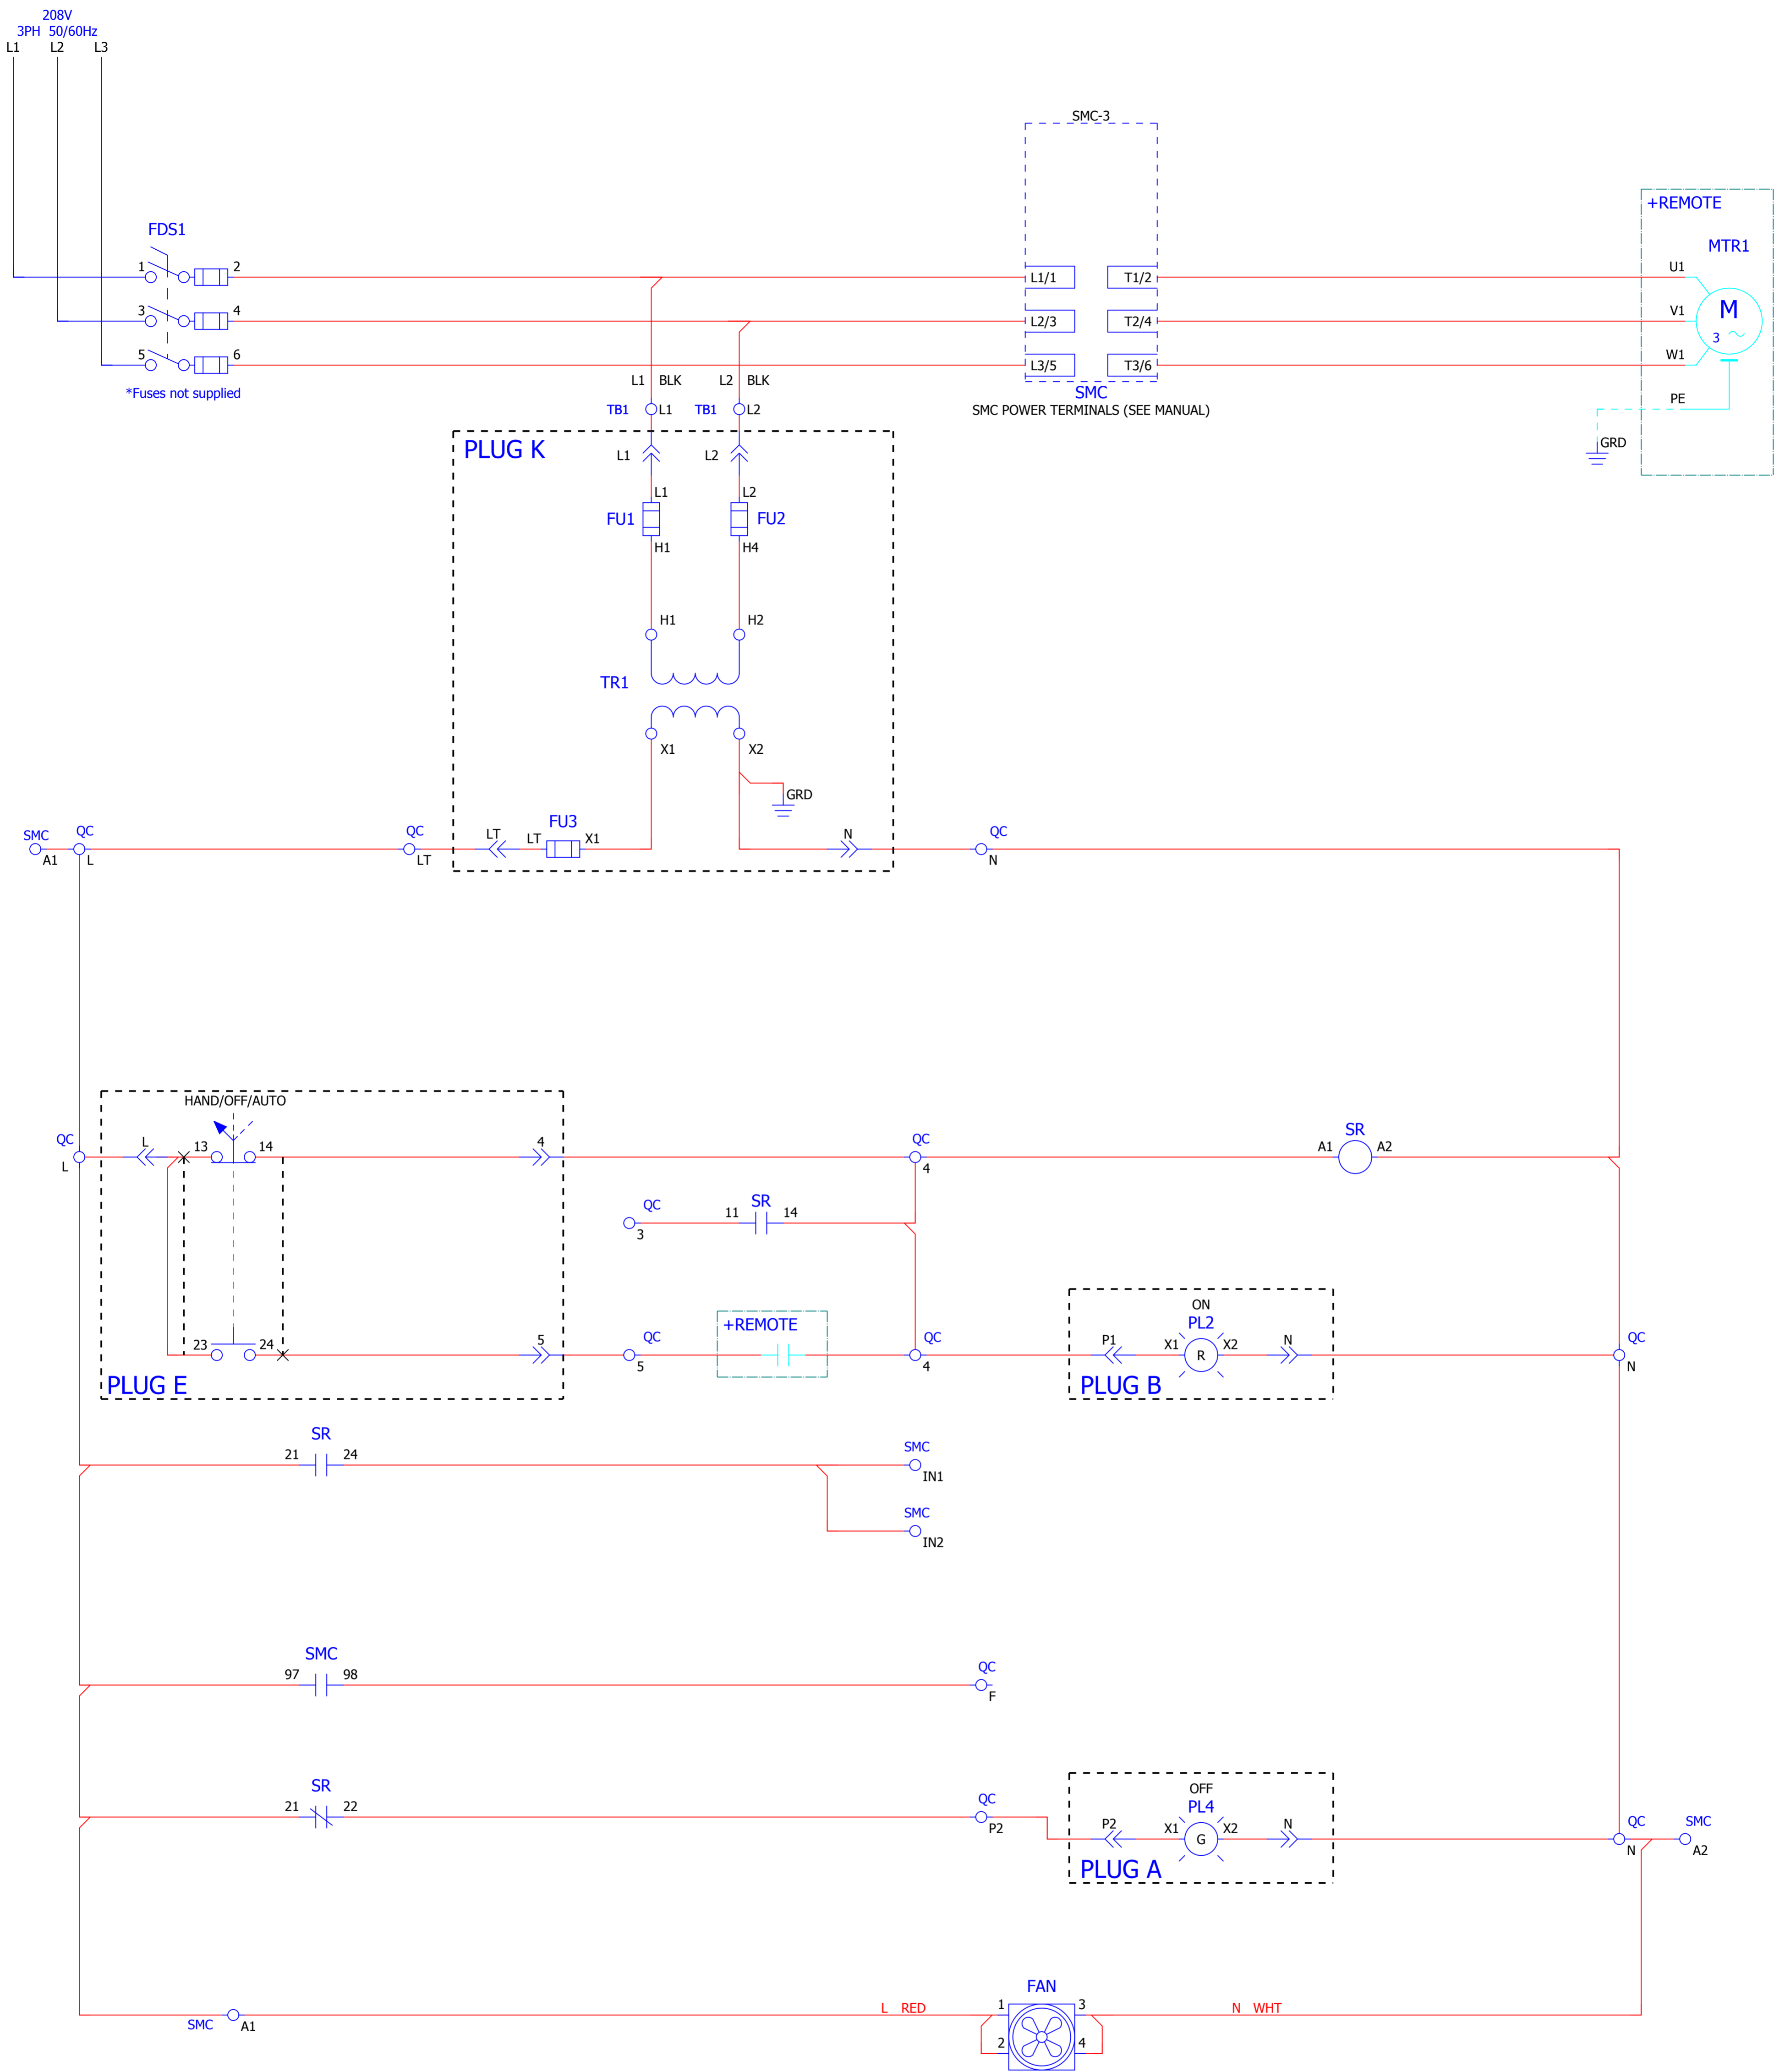 208V
3PH 50/60Hz
L1 L2 L3
SMC-3
+REMOTE
MTR1
FDS1
1 2
L1/1 T1/2
U1
3 4
L2/3 T2/4
V1
M
3
5 6
L3/5 T3/6
W1
*Fuses not supplied
L1 BLK L2 BLK
SMC
SMC POWER TERMINALS (SEE MANUAL)
PE
TB1 L1 TB1 L2
GRD
PLUG K
L1 L2
L1 L2
FU1 FU2
H1 H4
H1 H2
TR1
X1 X2
GRD
SMC QC QC
LT LT FU3 X1 N
QC
A1 L LT N
HAND/OFF/AUTO
QC L 13 14 4 QC
SR
A1 A2
L 4
QC 11 SR 14
3
+REMOTE
ON
PL2
23 24 5 QC QC P1 X1 R X2 N QC
5 4 N
PLUG E
PLUG B
SR
21 24
SMC
IN1
SMC
IN2
SMC
97 98
QC
F
SR
21 22
QC
P2
OFF
PL4
P2 X1 G X2 N
QC SMC
N A2
PLUG A
FAN
L RED 1 3 N WHT
SMC A1
2 4